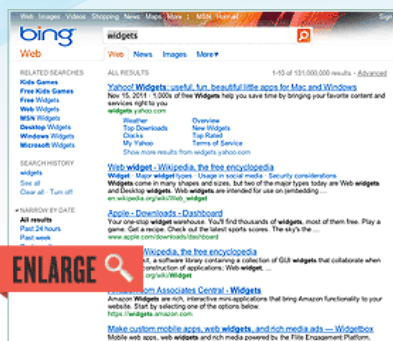 Web Images Videos Shopping News Maps More | MSN Hotmail
Sign
bing
widgets
Web
Web News Images More▾
RELATED SEARCHES
Kids Games
Free Kids Games
Free Widgets
Web Widgets
MSN Widgets
Desktop Widgets
Windows Widgets
Microsoft Widgets
SEARCH HISTORY
widgets
See all
Clear all · Turn off
NARROW BY DATE
All results
Past 24 hours
Past week
ENLARGE
ALL RESULTS
1-10 of 131,000,000 results · Advanced
Yahoo! Widgets: useful, fun, beautiful little apps for Mac and Windows
Nov 15, 2011 · 1,000s of free Widgets help you save time by bringing your favorite content and
services right to you
widgets.yahoo.com
Weather Overview
Top Downloads New Widgets
Clocks Top Rated
My Yahoo Terms of Service
Show more results from widgets.yahoo.com
Web widget - Wikipedia, the free encyclopedia
Widget · Major widget types · Usage in social media · Security considerations
Widgets come in many shapes and sizes, but two of the major types today are Web widgets
and Desktop widgets. Web widgets are intended for use on (embedding ...
en.wikipedia.org/wiki/Web_widget
Apple - Downloads - Dashboard
Your one-stop widget warehouse. You'll find thousands of widgets, most of them free. Play a
game. Get a recipe. Check out the latest sports scores. The sky's the ...
www.apple.com/downloads/dashboard
, the free encyclopedia
t, a software library containing a collection of GUI widgets that collaborate when
construction of applications; Web widget, ...
rg/wiki/Widget
Amazon.com Associates Central - Widgets
Amazon Widgets are rich, interactive mini-applications that bring Amazon functionality to your
website. Start by selecting one of the options below.
https://widgets.amazon.com
Make custom mobile apps, web widgets, and rich media ads — Widgetbox
Mobile apps, web widgets and rich media powered by the Flite Engagement Platform.